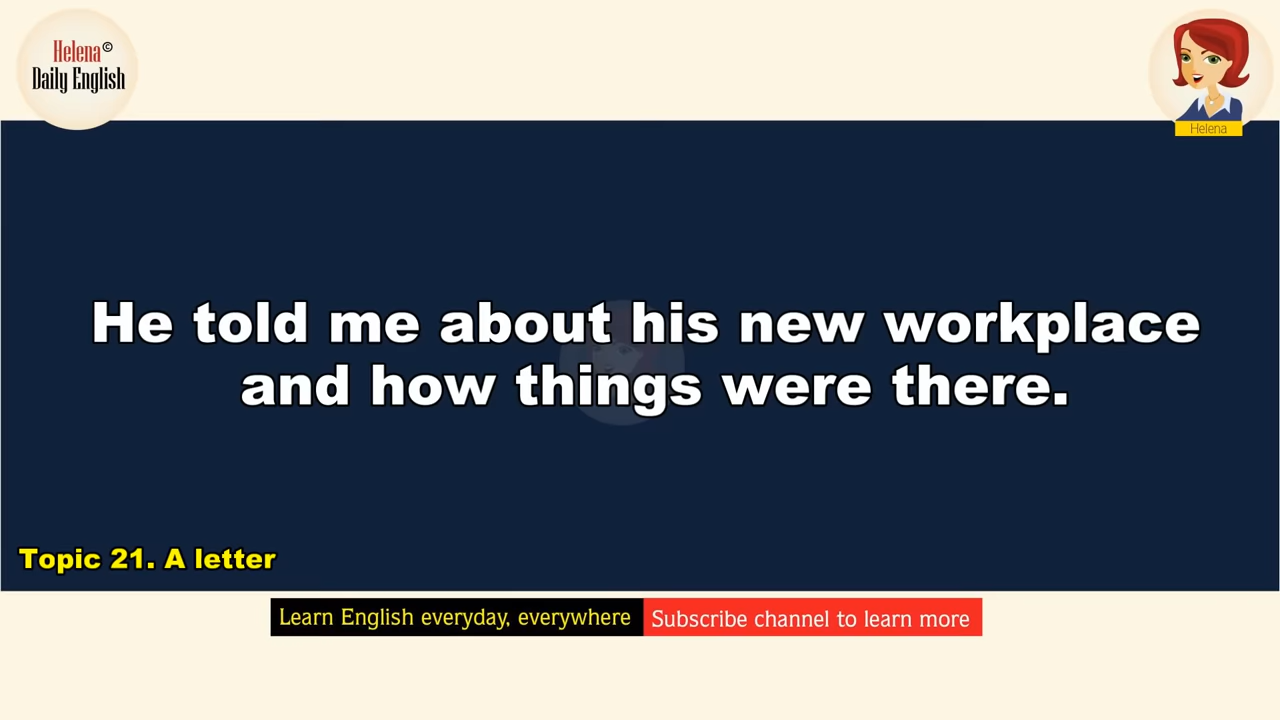 Helena©
Daily English
Helena
He told me about his new workplace
and how things were there.
Topic 21. A letter
Learn English everyday, everywhere
Subscribe channel to learn more